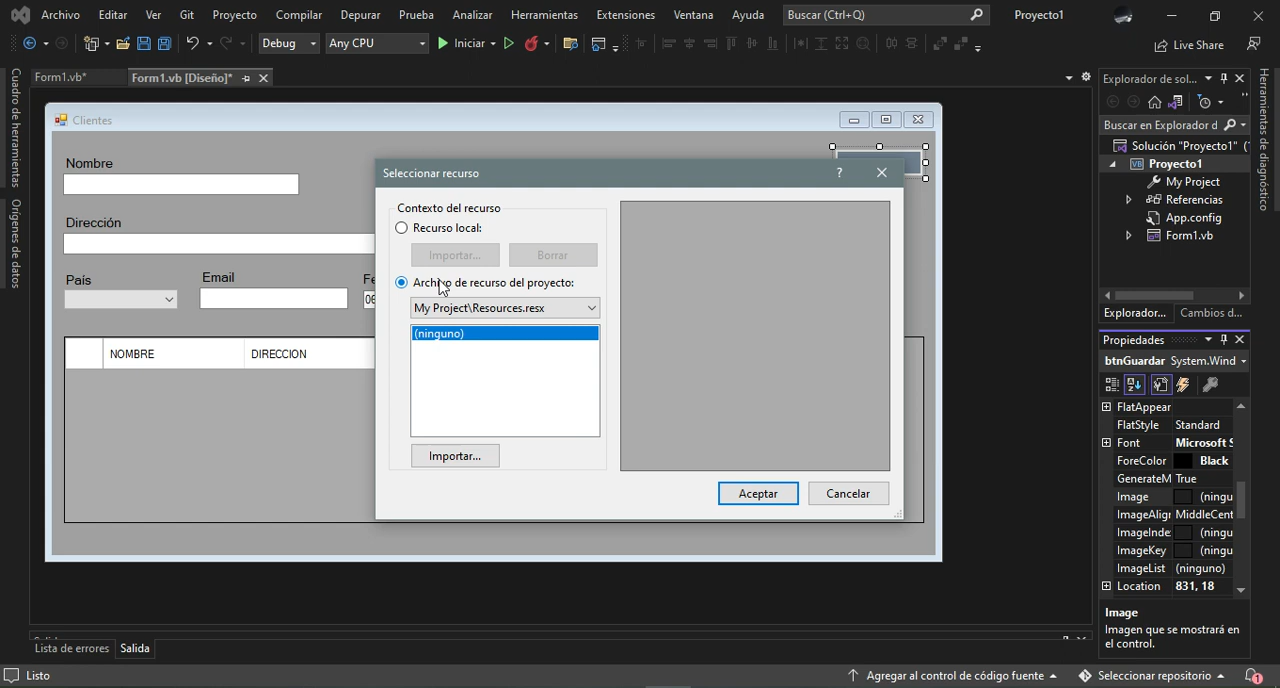 Archivo Editar Ver Git Proyecto Compilar Depurar Prueba Analizar Herramientas Extensiones Ventana Ayuda Buscar (Ctrl+Q) Proyecto1
Debug Any CPU Iniciar Live Share
Cuadro de herramientas
Orígenes de datos
Form1.vb* Form1.vb [Diseño]*
Clientes
Nombre
Dirección
País Email
06
NOMBRE DIRECCION
Seleccionar recurso ?
Contexto del recurso
Recurso local:
Importar... Borrar
Archivo de recurso del proyecto:
My Project\Resources.resx
(ninguno)
Importar...
Aceptar Cancelar
Explorador de sol...
Buscar en Explorador d
Solución "Proyecto1" (
Proyecto1
My Project
Referencias
App.config
Form1.vb
Explorador... Cambios d...
Herramientas de diagnóstico
Propiedades
btnGuardar System.Wind
FlatAppear
FlatStyle Standard
Font Microsoft S
ForeColor Black
GenerateM True
Image (ningu
ImageAlign MiddleCent
ImageInde (ningu
ImageKey (ningu
ImageList (ninguno)
Location 831, 18
Image
Imagen que se mostrará en
el control.
Lista de errores Salida
Listo Agregar al control de código fuente Seleccionar repositorio 1